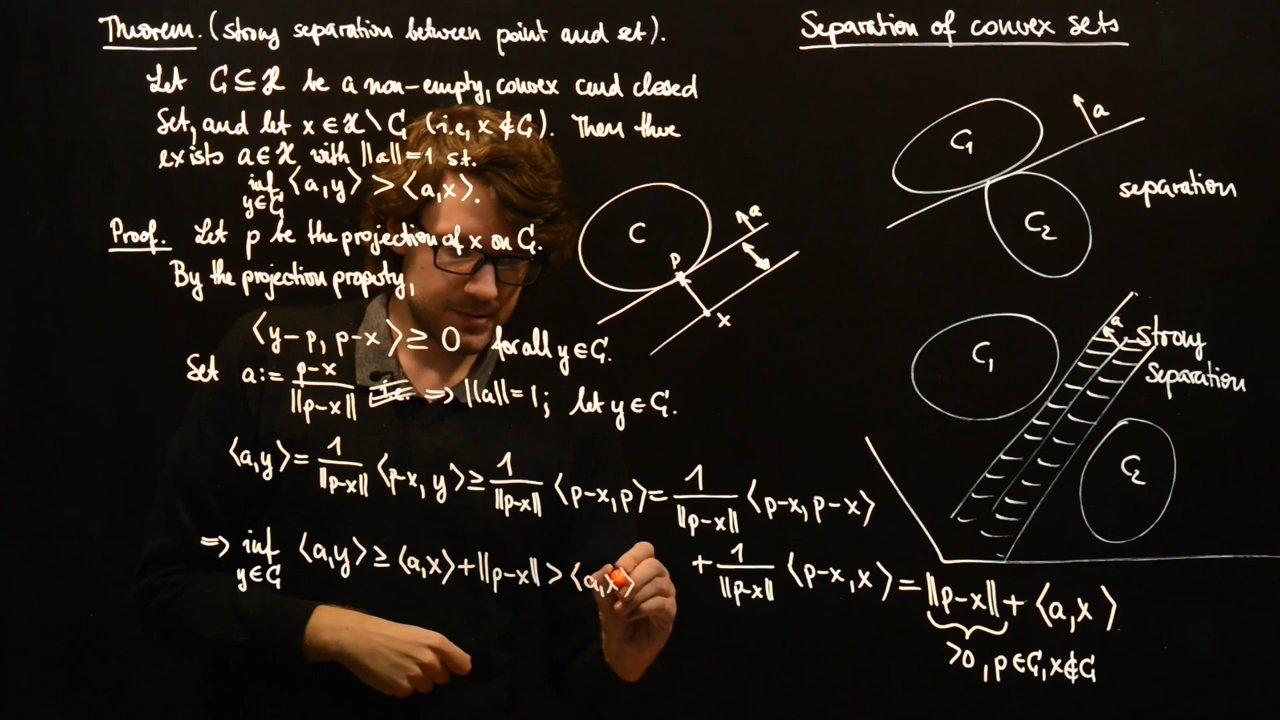 Theorem. (strong separation between point and set).
Let C ⊆ ℋ be a non-empty, convex and closed
Set, and let x ∈ ℋ \ C (i.e, x ∉ C). Then there
exists a ∈ ℋ with ||a|| = 1 st.
inf ⟨a,y⟩ > ⟨a,x⟩.
y∈C
Proof. Let p be the projection of x on C.
By the projection property,
⟨y-p, p-x⟩ ≥ 0 for all y ∈ C.
Set a := p-x / ||p-x|| ⟹ ||a|| = 1; let y ∈ C.
⟨a,y⟩ = 1/||p-x|| ⟨p-x, y⟩ ≥ 1/||p-x|| ⟨p-x, p⟩ = 1/||p-x|| ⟨p-x, p-x⟩
+ 1/||p-x|| ⟨p-x, x⟩ = ||p-x|| + ⟨a,x⟩
>0, p ∈ C, x ∉ C
⟹ inf ⟨a,y⟩ ≥ ⟨a,x⟩ + ||p-x|| > ⟨a,x⟩
y∈C
C
p
a
x
Separation of convex sets
C1
a
C2
separation
C1
a
strong
separation
C2